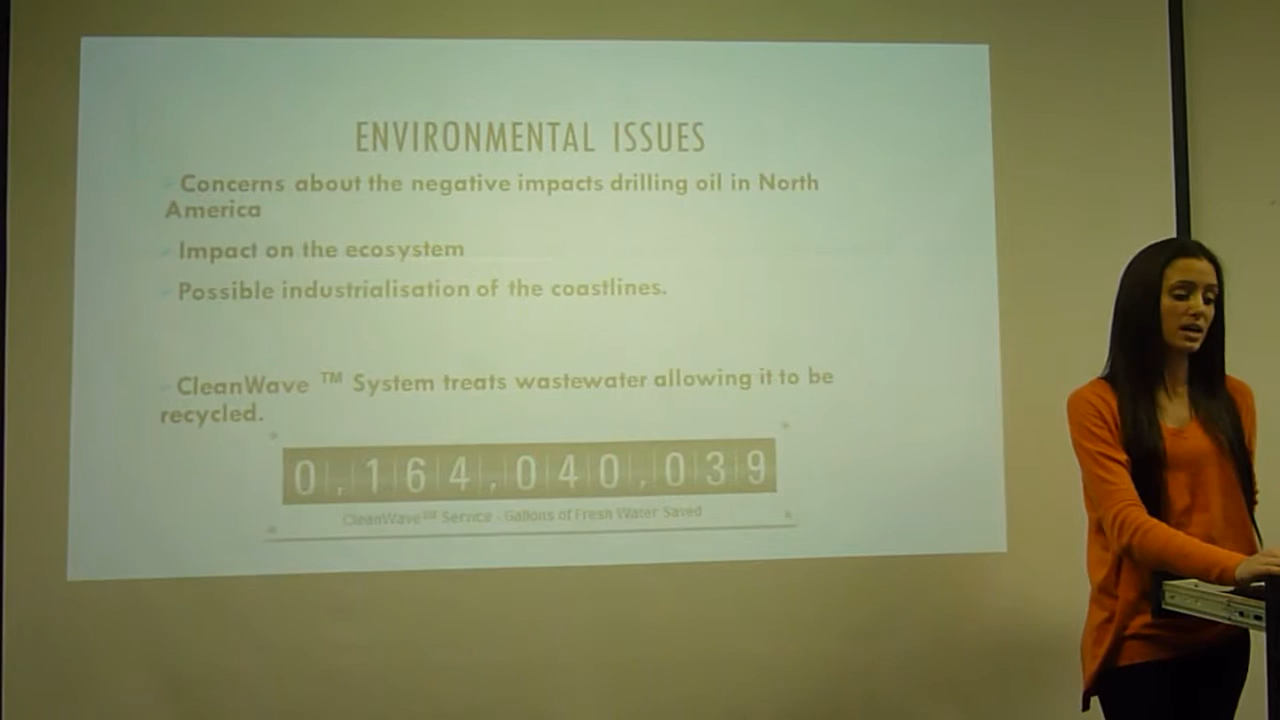 ENVIRONMENTAL ISSUES
Concerns about the negative impacts drilling oil in North
America
Impact on the ecosystem
Possible industrialisation of the coastlines.
CleanWave ™ System treats wastewater allowing it to be
recycled.
0,164,040,039
CleanWave™ Service - Gallons of Fresh Water Saved